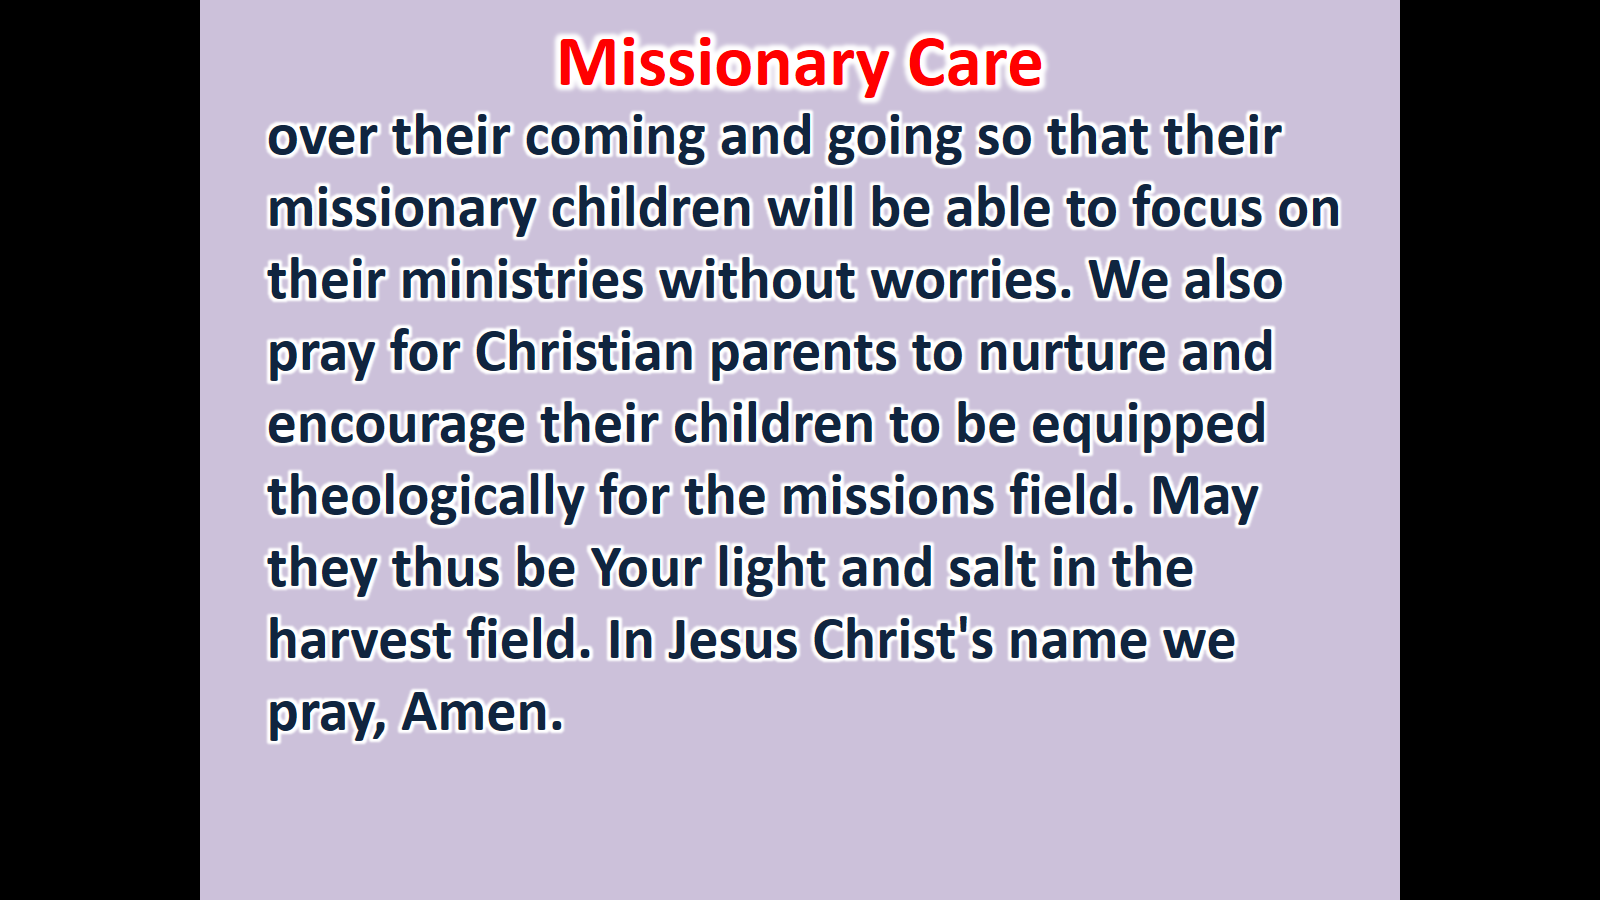 Missionary Care
over their coming and going so that their
missionary children will be able to focus on
their ministries without worries. We also
pray for Christian parents to nurture and
encourage their children to be equipped
theologically for the missions field. May
they thus be Your light and salt in the
harvest field. In Jesus Christ's name we
pray, Amen.